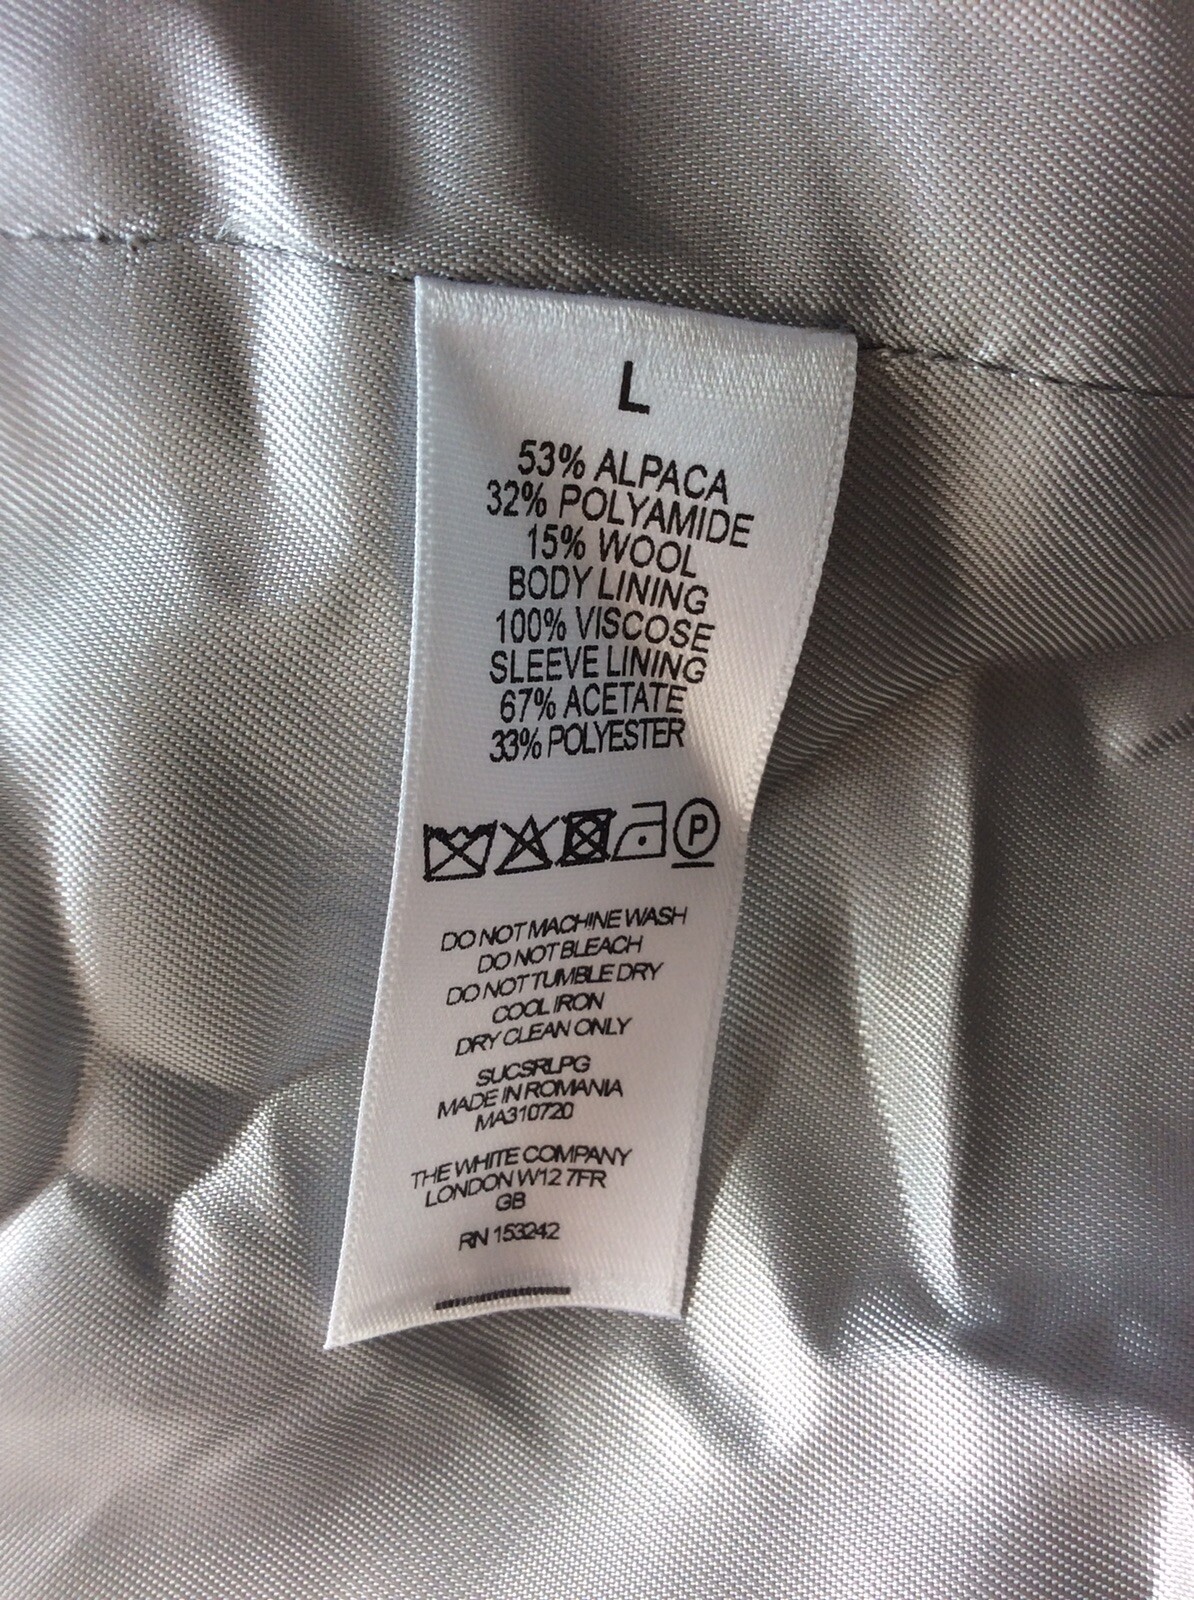 L
53% ALPACA
32% POLYAMIDE
15% WOOL
BODY LINING
100% VISCOSE
SLEEVE LINING
67% ACETATE
33% POLYESTER
P
DO NOT MACHINE WASH
DO NOT BLEACH
DO NOT TUMBLE DRY
COOL IRON
DRY CLEAN ONLY
SUCSRLPG
MADE IN ROMANIA
MA310720
THE WHITE COMPANY
LONDON W12 7FR
GB
RN 153242